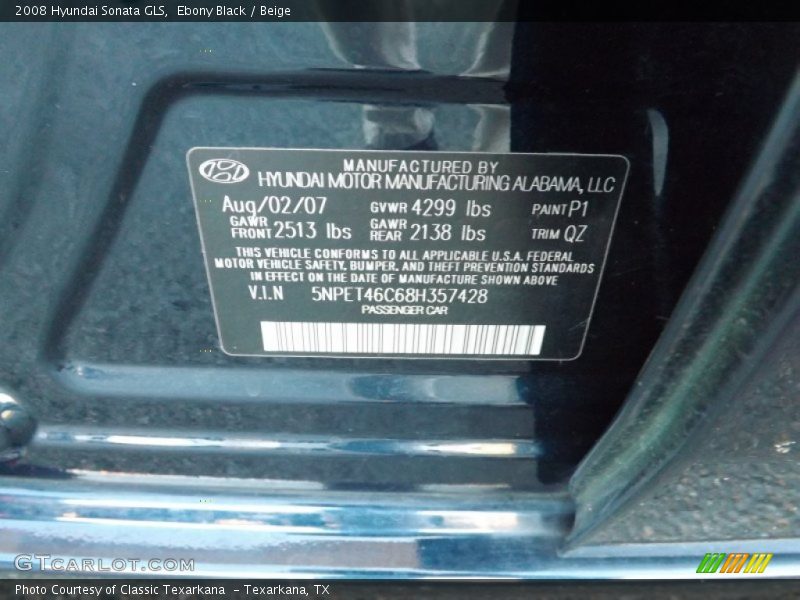 2008 Hyundai Sonata GLS, Ebony Black / Beige
MANUFACTURED BY
HYUNDAI MOTOR MANUFACTURING ALABAMA, LLC
Aug/02/07 GVWR 4299 lbs PAINT P1
GAWR FRONT 2513 lbs GAWR REAR 2138 lbs TRIM QZ
THIS VEHICLE CONFORMS TO ALL APPLICABLE U.S.A. FEDERAL
MOTOR VEHICLE SAFETY, BUMPER, AND THEFT PREVENTION STANDARDS
IN EFFECT ON THE DATE OF MANUFACTURE SHOWN ABOVE
V.I.N 5NPET46C68H357428
PASSENGER CAR
GTCarlot.com
Photo Courtesy of Classic Texarkana - Texarkana, TX